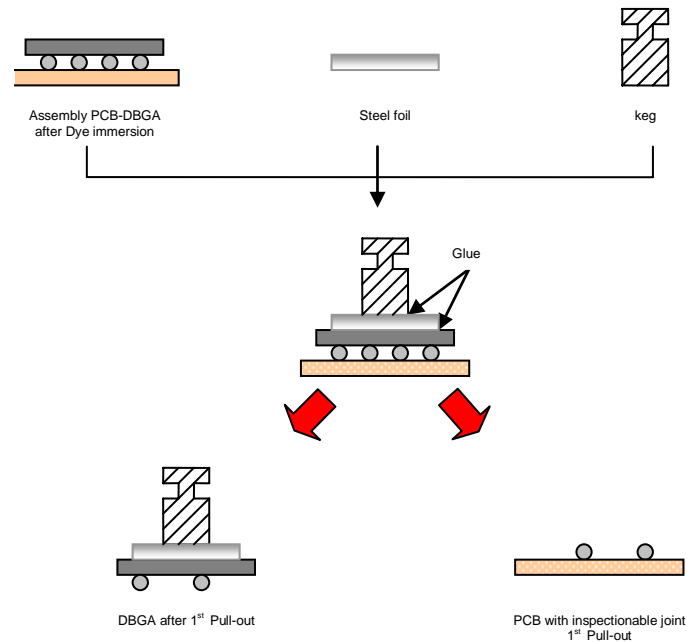 Assembly PCB-DBGA
after Dye immersion
Steel foil
keg
Glue
DBGA after 1st Pull-out
PCB with inspectionable joint
1st Pull-out